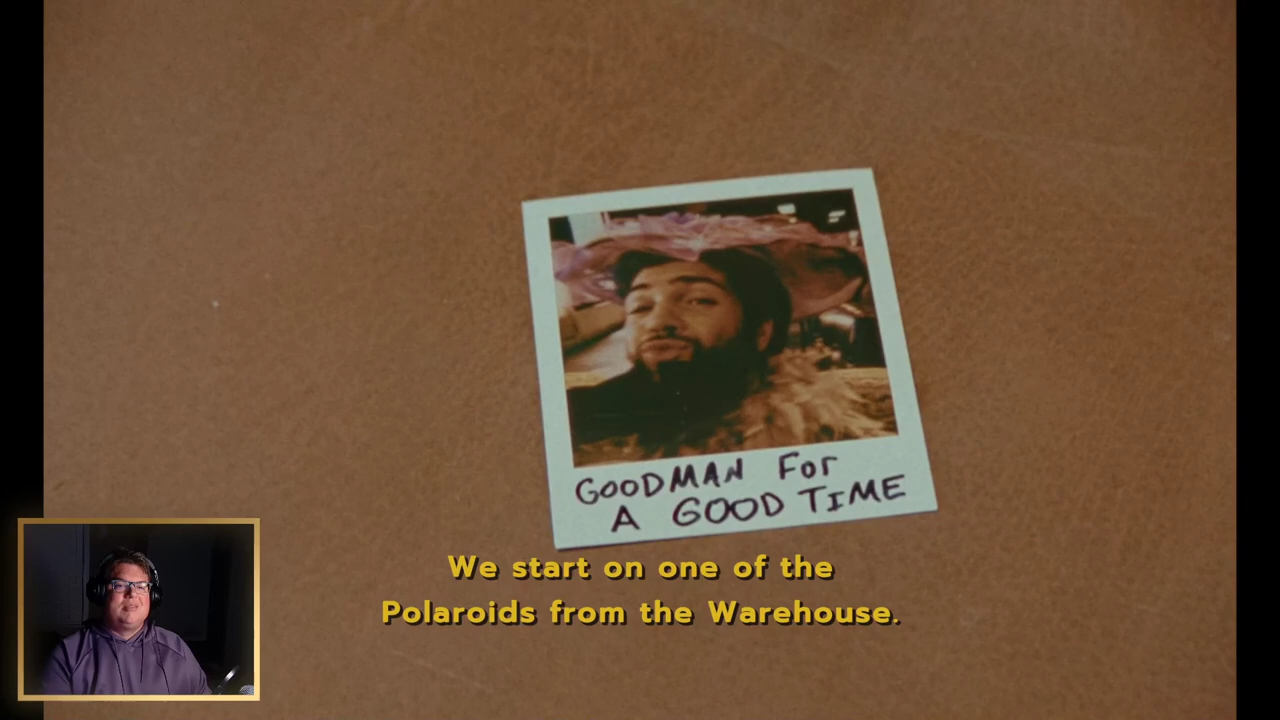 GOODMAN For
A GOOD TIME
We start on one of the
Polaroids from the Warehouse.